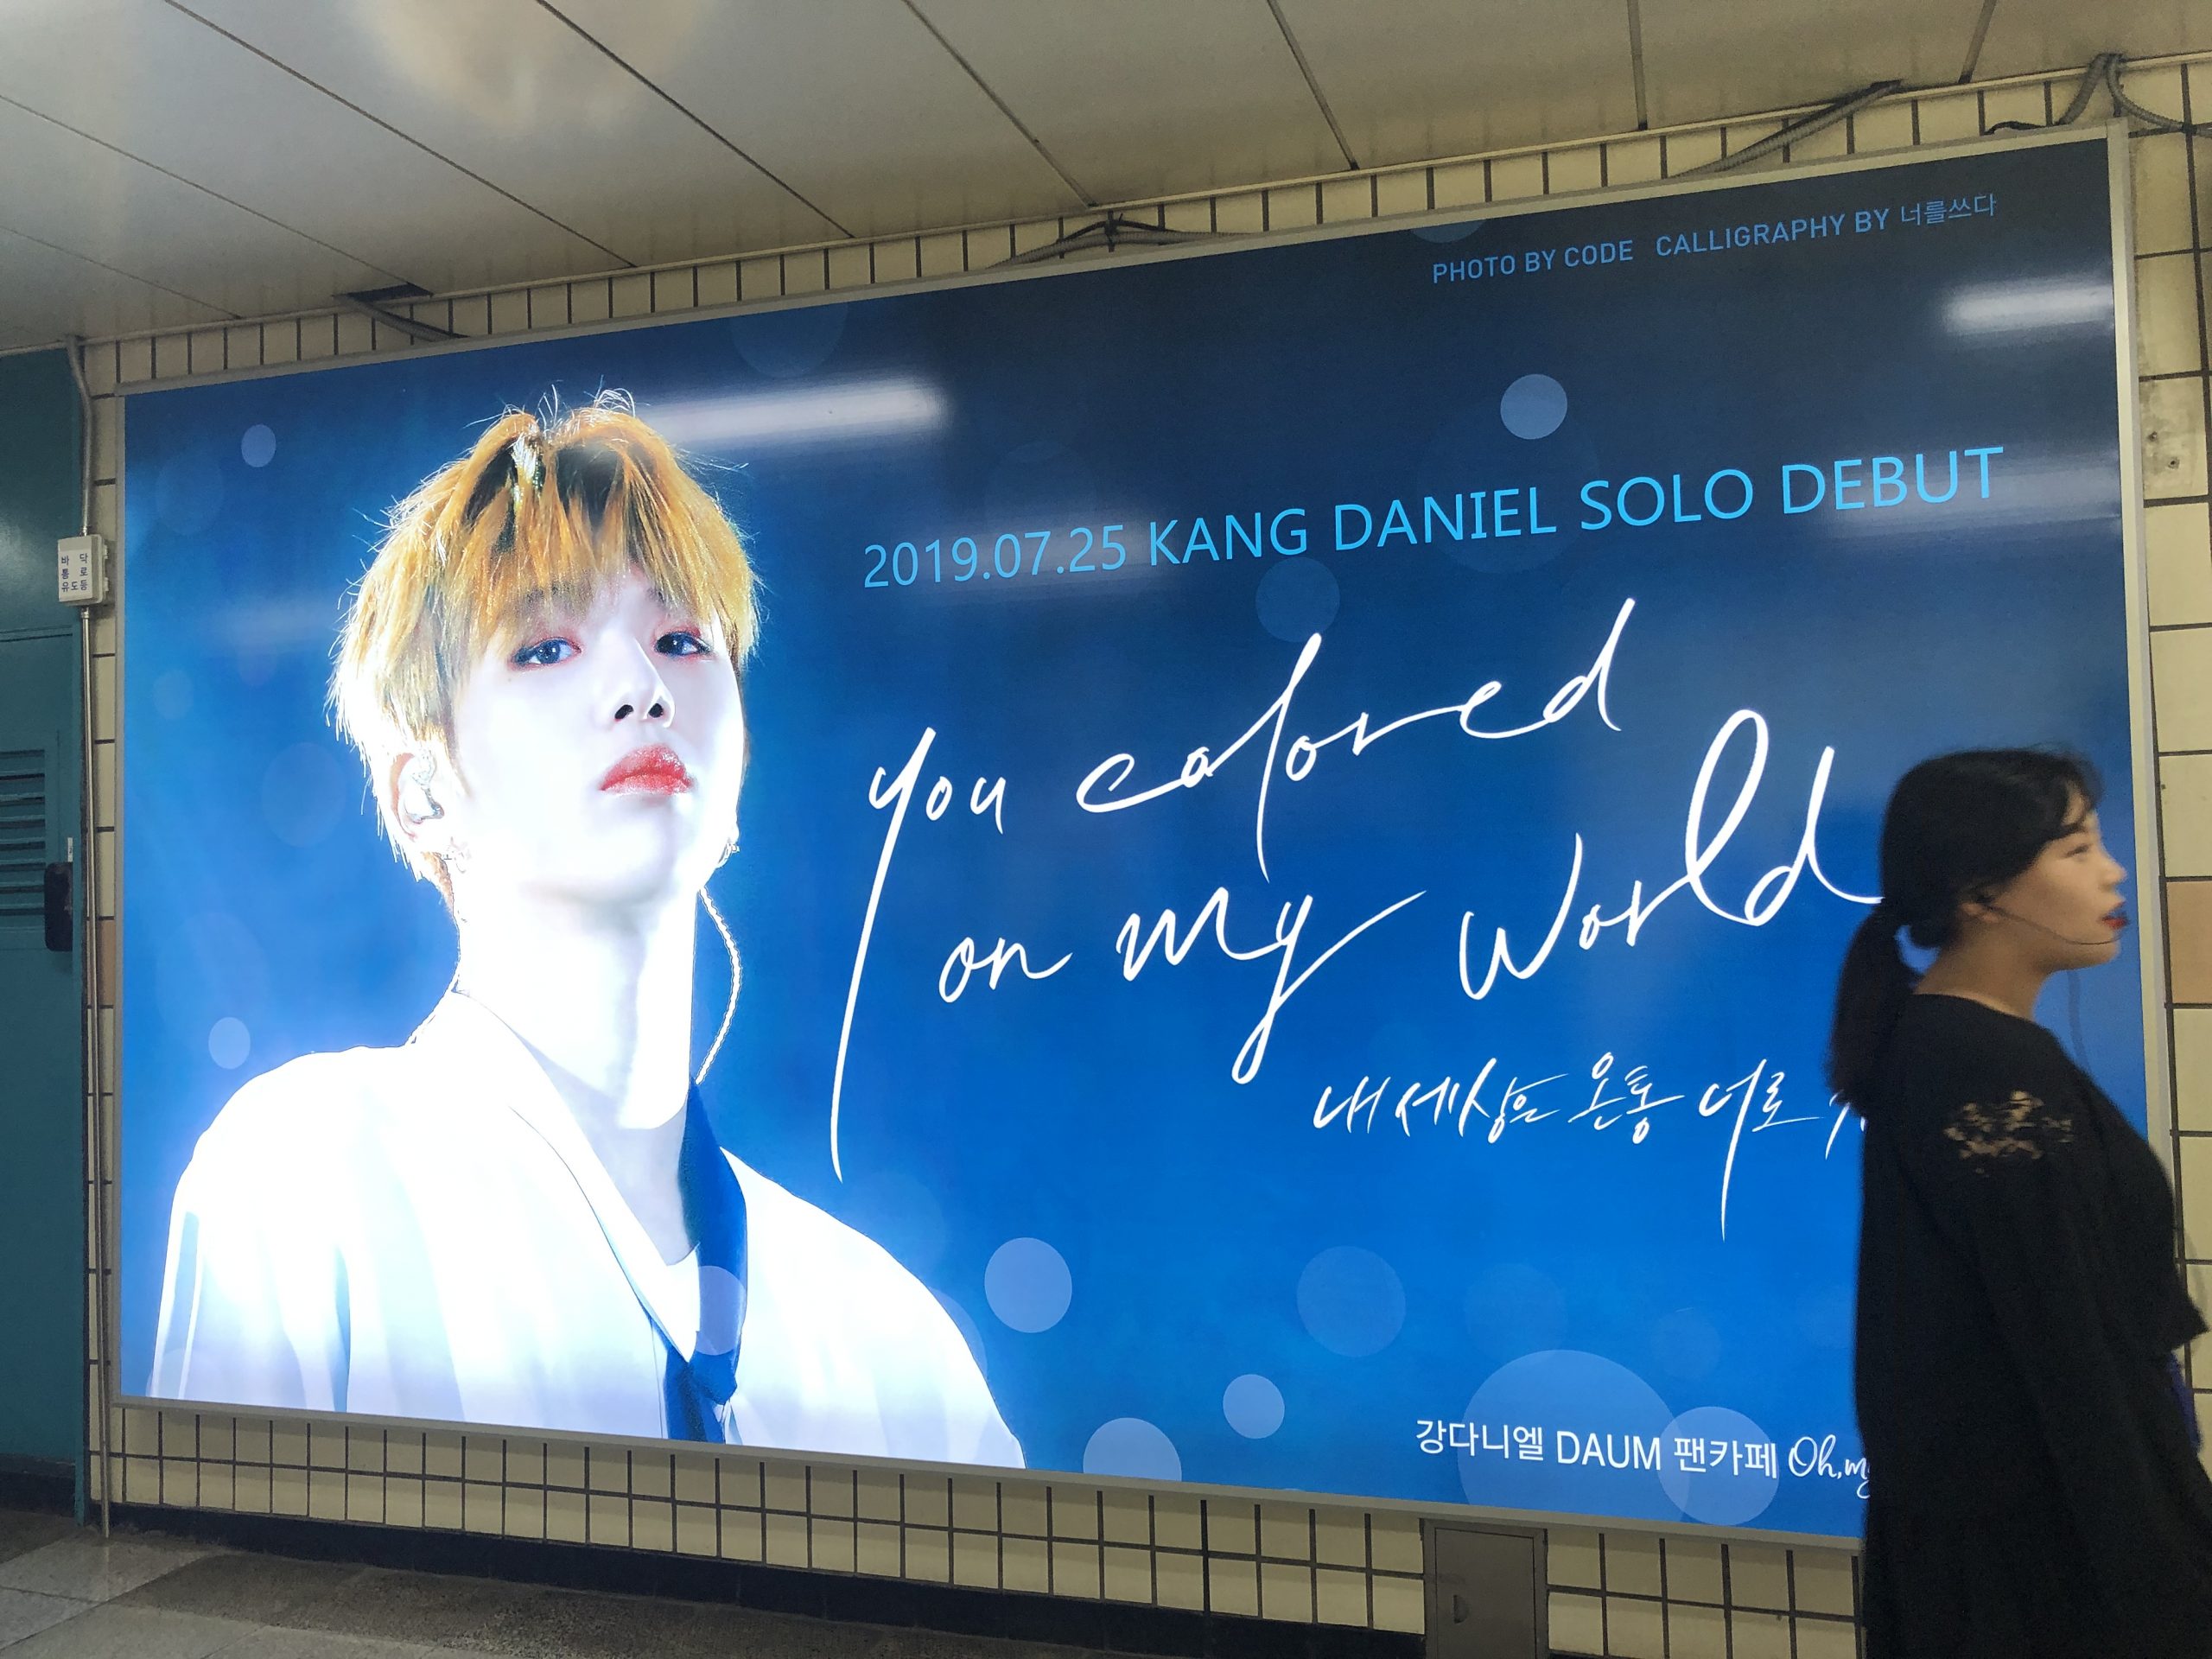 PHOTO BY CODE CALLIGRAPHY BY 너를쓰다
2019.07.25 KANG DANIEL SOLO DEBUT
you colored
on my world
내 세상은 온통 너로
강다니엘 DAUM 팬카페 Oh, my
바 닥
통 로
유도등